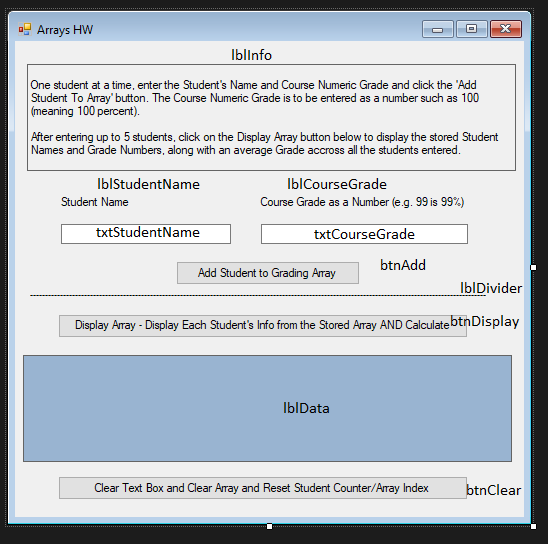 Arrays HW
lblInfo
One student at a time, enter the Student's Name and Course Numeric Grade and click the 'Add
Student To Array' button. The Course Numeric Grade is to be entered as a number such as 100
(meaning 100 percent).
After entering up to 5 students, click on the Display Array button below to display the stored Student
Names and Grade Numbers, along with an average Grade accross all the students entered.
lblStudentName lblCourseGrade
Student Name Course Grade as a Number (e.g. 99 is 99%)
txtStudentName txtCourseGrade
Add Student to Grading Array btnAdd
lblDivider
Display Array - Display Each Student's Info from the Stored Array AND Calculate btnDisplay
lblData
Clear Text Box and Clear Array and Reset Student Counter/Array Index btnClear